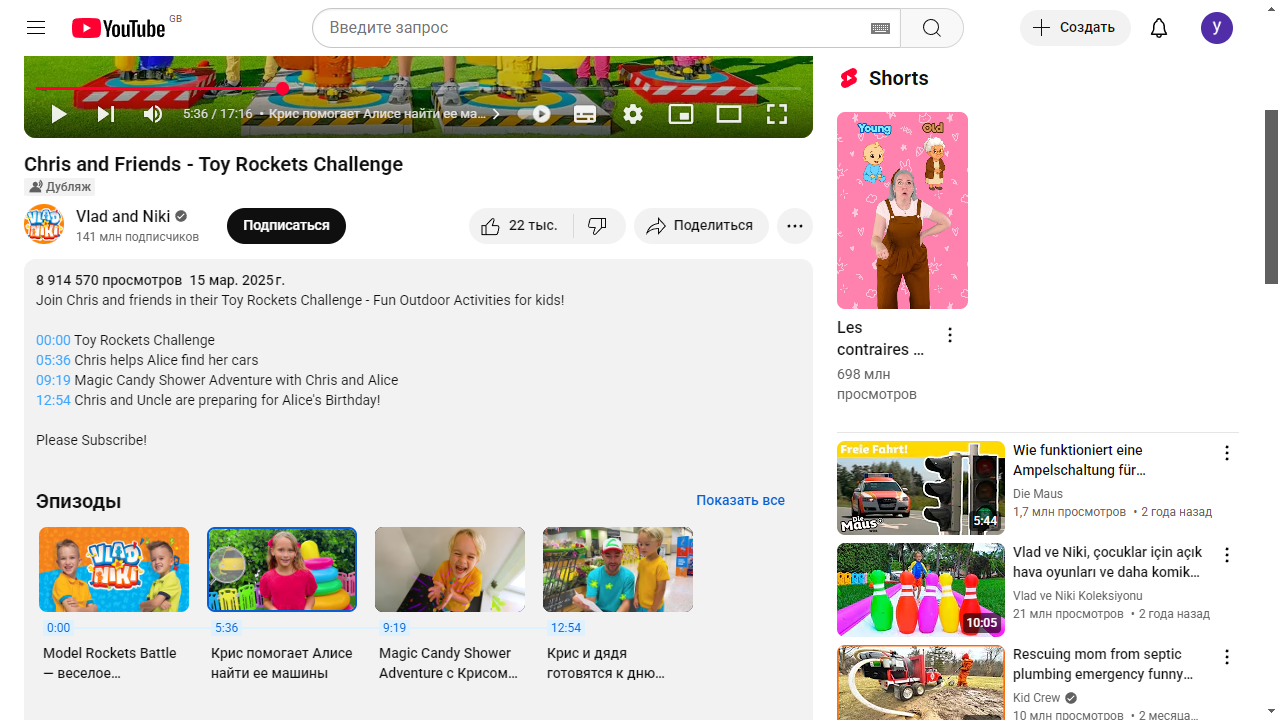 YouTube GB
Введите запрос
Создать
У
5:36 / 17:16 • Крис помогает Алисе найти ее ма…
Chris and Friends - Toy Rockets Challenge
Дубляж
VLAD and NIKI
Vlad and Niki
141 млн подписчиков
Подписаться
22 тыс.
Поделиться
8 914 570 просмотров 15 мар. 2025 г.
Join Chris and friends in their Toy Rockets Challenge - Fun Outdoor Activities for kids!
00:00 Toy Rockets Challenge
05:36 Chris helps Alice find her cars
09:19 Magic Candy Shower Adventure with Chris and Alice
12:54 Chris and Uncle are preparing for Alice's Birthday!
Please Subscribe!
Эпизоды
Показать все
VLAD & NIKI
0:00
5:36
9:19
12:54
Model Rockets Battle
— веселое…
Крис помогает Алисе
найти ее машины
Magic Candy Shower
Adventure с Крисом…
Крис и дядя
готовятся к дню…
Shorts
Young
Old
Les
contraires …
698 млн
просмотров
Freie Fahrt!
Die Maus
5:44
Wie funktioniert eine
Ampelschaltung für…
Die Maus
1,7 млн просмотров • 2 года назад
10:05
Vlad ve Niki, çocuklar için açık
hava oyunları ve daha komik…
Vlad ve Niki Koleksiyonu
21 млн просмотров • 2 года назад
Rescuing mom from septic
plumbing emergency funny…
Kid Crew
10 млн просмотров • 2 месяца…